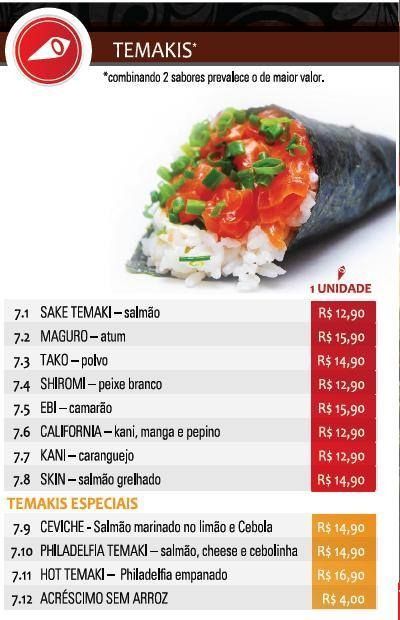 TEMAKIS*
*combinando 2 sabores prevalece o de maior valor.
1 UNIDADE
7.1 SAKE TEMAKI – salmão R$ 12,90
7.2 MAGURO – atum R$ 15,90
7.3 TAKO – polvo R$ 14,90
7.4 SHIROMI – peixe branco R$ 12,90
7.5 EBI – camarão R$ 15,90
7.6 CALIFORNIA – kani, manga e pepino R$ 12,90
7.7 KANI – caranguejo R$ 12,90
7.8 SKIN – salmão grelhado R$ 14,90
TEMAKIS ESPECIAIS
7.9 CEVICHE - Salmão marinado no limão e Cebola R$ 14,90
7.10 PHILADELFIA TEMAKI – salmão, cheese e cebolinha R$ 14,90
7.11 HOT TEMAKI – Philadelfia empanado R$ 16,90
7.12 ACRÉSCIMO SEM ARROZ R$ 4,00